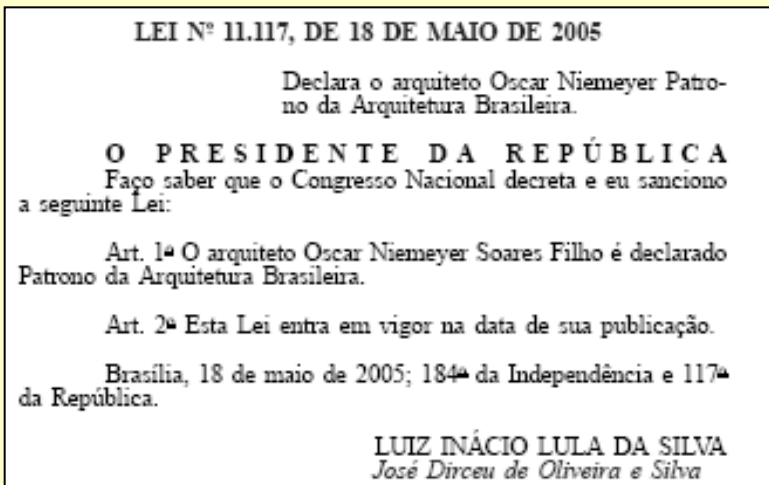 LEI Nº 11.117, DE 18 DE MAIO DE 2005
Declara o arquiteto Oscar Niemeyer Patro-
no da Arquitetura Brasileira.
O PRESIDENTE DA REPÚBLICA
Faço saber que o Congresso Nacional decreta e eu sanciono
a seguinte Lei:
Art. 1º O arquiteto Oscar Niemeyer Soares Filho é declarado
Patrono da Arquitetura Brasileira.
Art. 2º Esta Lei entra em vigor na data de sua publicação.
Brasília, 18 de maio de 2005; 184º da Independência e 117º
da República.
LUIZ INÁCIO LULA DA SILVA
José Dirceu de Oliveira e Silva